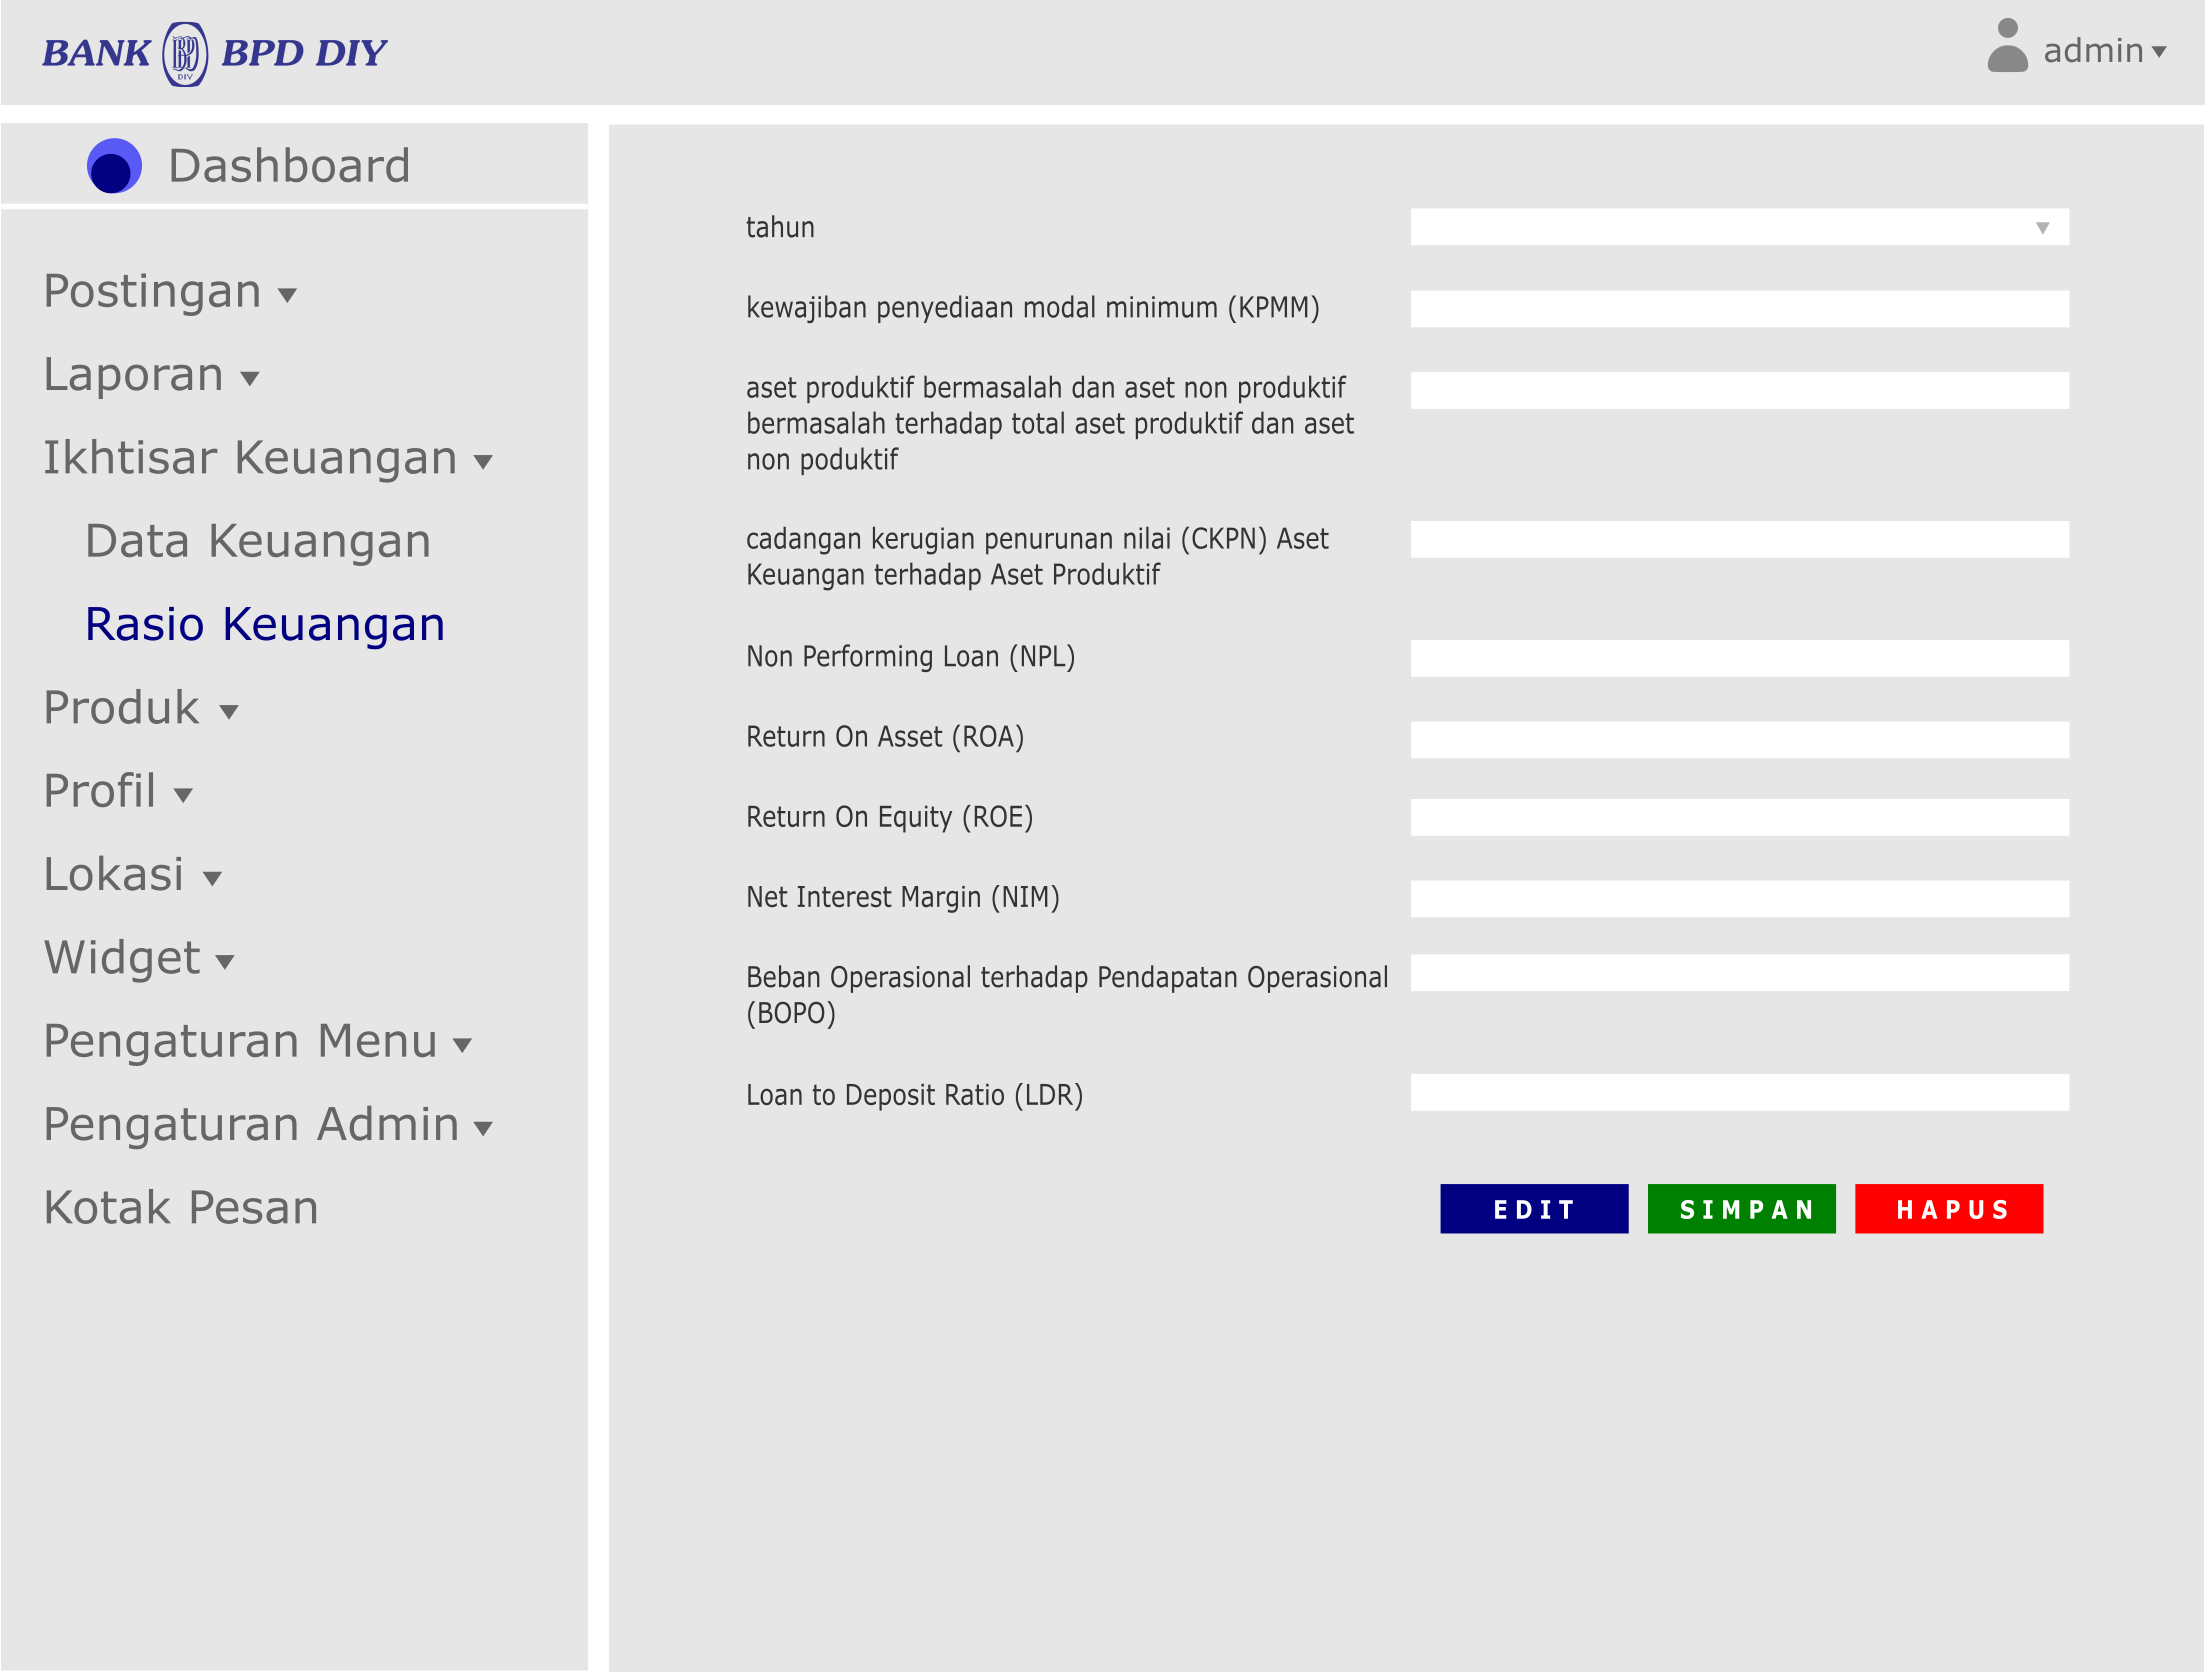 BANK BPD DIY
DIY
admin
Dashboard
Postingan
Laporan
Ikhtisar Keuangan
Data Keuangan
Rasio Keuangan
Produk
Profil
Lokasi
Widget
Pengaturan Menu
Pengaturan Admin
Kotak Pesan
tahun
kewajiban penyediaan modal minimum (KPMM)
aset produktif bermasalah dan aset non produktif
bermasalah terhadap total aset produktif dan aset
non poduktif
cadangan kerugian penurunan nilai (CKPN) Aset
Keuangan terhadap Aset Produktif
Non Performing Loan (NPL)
Return On Asset (ROA)
Return On Equity (ROE)
Net Interest Margin (NIM)
Beban Operasional terhadap Pendapatan Operasional
(BOPO)
Loan to Deposit Ratio (LDR)
EDIT SIMPAN HAPUS